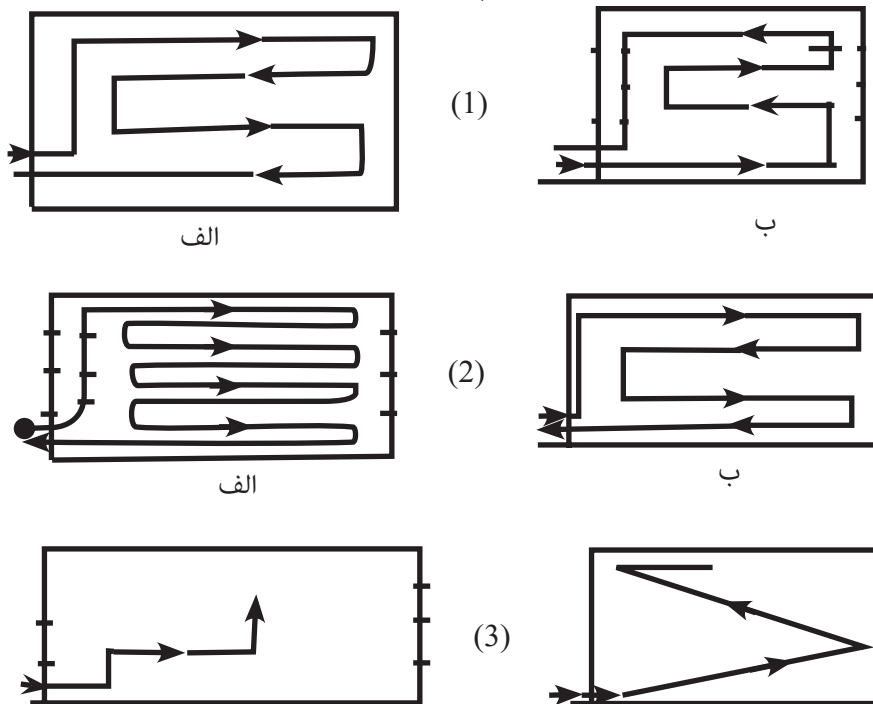 (1)
الف
ب
(2)
الف
ب
(3)